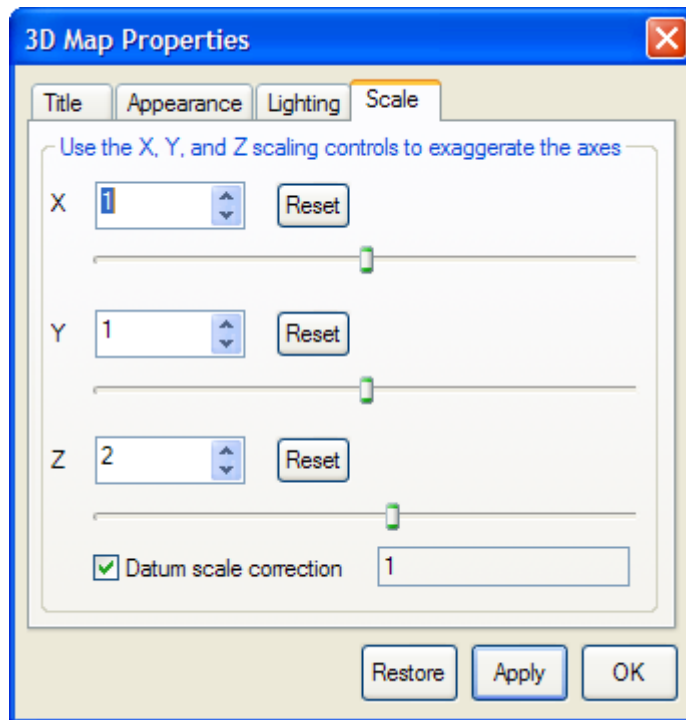 3D Map Properties
Title Appearance Lighting Scale
Use the X, Y, and Z scaling controls to exaggerate the axes
X 1 Reset
Y 1 Reset
Z 2 Reset
Datum scale correction 1
Restore Apply OK